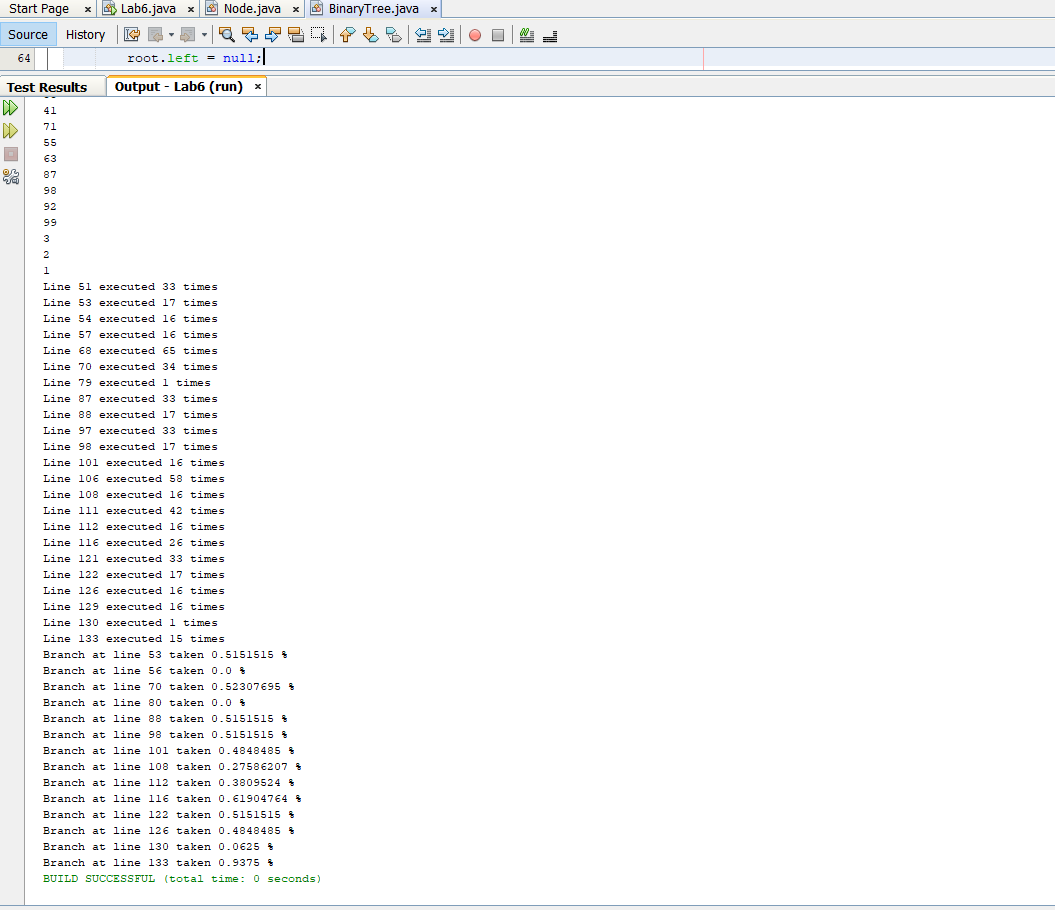 Start Page × Lab6.java × Node.java × BinaryTree.java ×
Source History
64 root.left = null;
Test Results Output - Lab6 (run) ×
41
71
55
63
87
98
92
99
3
2
1
Line 51 executed 33 times
Line 53 executed 17 times
Line 54 executed 16 times
Line 57 executed 16 times
Line 68 executed 65 times
Line 70 executed 34 times
Line 79 executed 1 times
Line 87 executed 33 times
Line 88 executed 17 times
Line 97 executed 33 times
Line 98 executed 17 times
Line 101 executed 16 times
Line 106 executed 58 times
Line 108 executed 16 times
Line 111 executed 42 times
Line 112 executed 16 times
Line 116 executed 26 times
Line 121 executed 33 times
Line 122 executed 17 times
Line 126 executed 16 times
Line 129 executed 16 times
Line 130 executed 1 times
Line 133 executed 15 times
Branch at line 53 taken 0.5151515 %
Branch at line 56 taken 0.0 %
Branch at line 70 taken 0.52307695 %
Branch at line 80 taken 0.0 %
Branch at line 88 taken 0.5151515 %
Branch at line 98 taken 0.5151515 %
Branch at line 101 taken 0.4848485 %
Branch at line 108 taken 0.27586207 %
Branch at line 112 taken 0.3809524 %
Branch at line 116 taken 0.61904764 %
Branch at line 122 taken 0.5151515 %
Branch at line 126 taken 0.4848485 %
Branch at line 130 taken 0.0625 %
Branch at line 133 taken 0.9375 %
BUILD SUCCESSFUL (total time: 0 seconds)